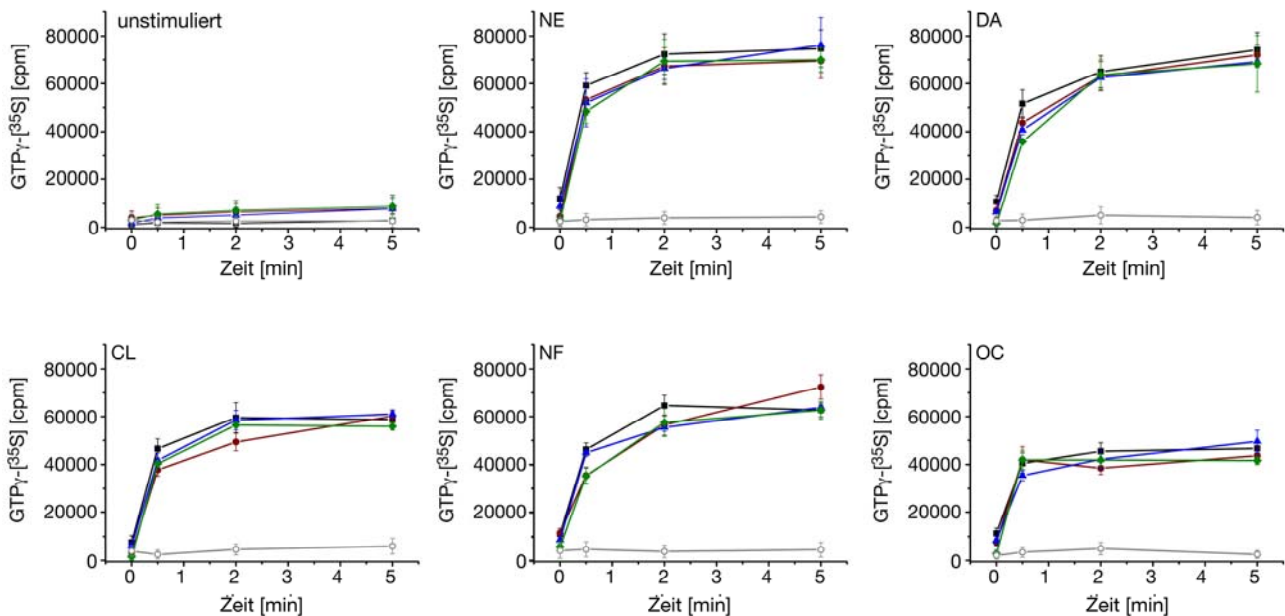 unstimuliert
GTPγ-[³⁵S] [cpm]
80000
60000
40000
20000
0
0 1 2 3 4 5
Zeit [min]
NE
GTPγ-[³⁵S] [cpm]
80000
60000
40000
20000
0
0 1 2 3 4 5
Zeit [min]
DA
GTPγ-[³⁵S] [cpm]
80000
60000
40000
20000
0
0 1 2 3 4 5
Zeit [min]
CL
GTPγ-[³⁵S] [cpm]
80000
60000
40000
20000
0
0 1 2 3 4 5
Zeit [min]
NF
GTPγ-[³⁵S] [cpm]
80000
60000
40000
20000
0
0 1 2 3 4 5
Zeit [min]
OC
GTPγ-[³⁵S] [cpm]
80000
60000
40000
20000
0
0 1 2 3 4 5
Zeit [min]